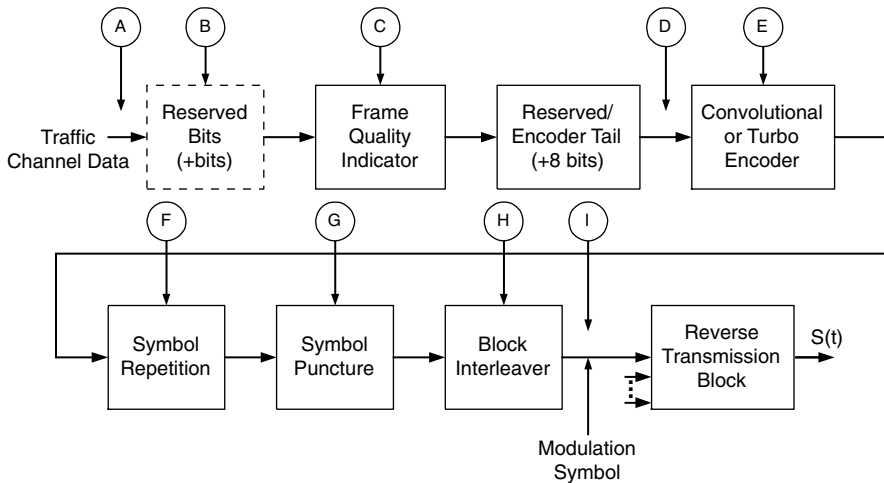 A
B
C
D
E
Traffic
Channel Data
Reserved
Bits
(+bits)
Frame
Quality
Indicator
Reserved/
Encoder Tail
(+8 bits)
Convolutional
or Turbo
Encoder
F
G
H
I
Symbol
Repetition
Symbol
Puncture
Block
Interleaver
Reverse
Transmission
Block
S(t)
Modulation
Symbol